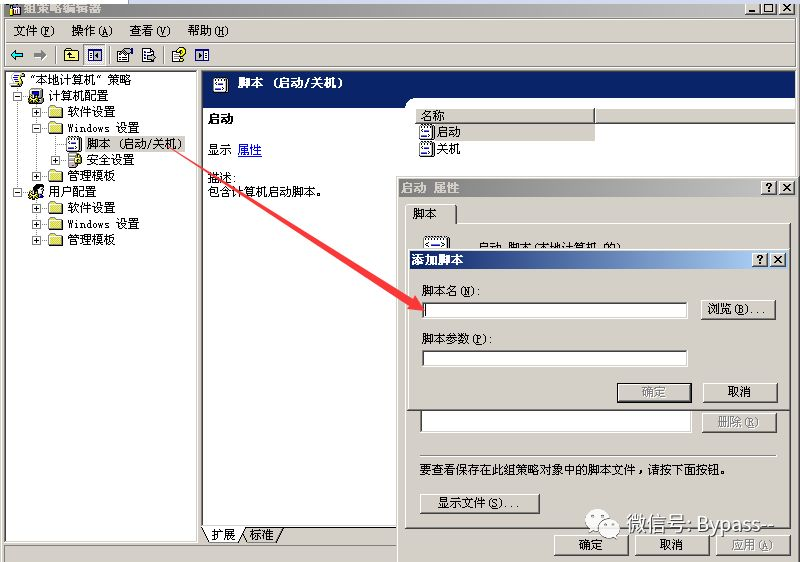 组策略编辑器
文件(F) 操作(A) 查看(V) 帮助(H)
“本地计算机” 策略
计算机配置
软件设置
Windows 设置
脚本 (启动/关机)
安全设置
管理模板
用户配置
软件设置
Windows 设置
管理模板
脚本 (启动/关机)
启动
显示 属性
描述:
包含计算机启动脚本。
名称
启动
关机
扩展 标准
启动 属性
脚本
启动 脚本(本地计算机 的)
添加脚本
脚本名(N):
浏览(B)...
脚本参数(P):
确定 取消
删除(R)
要查看保存在此组策略对象中的脚本文件，请按下面按钮。
显示文件(S)...
微信号: Bypass--
确定 取消 应用(A)